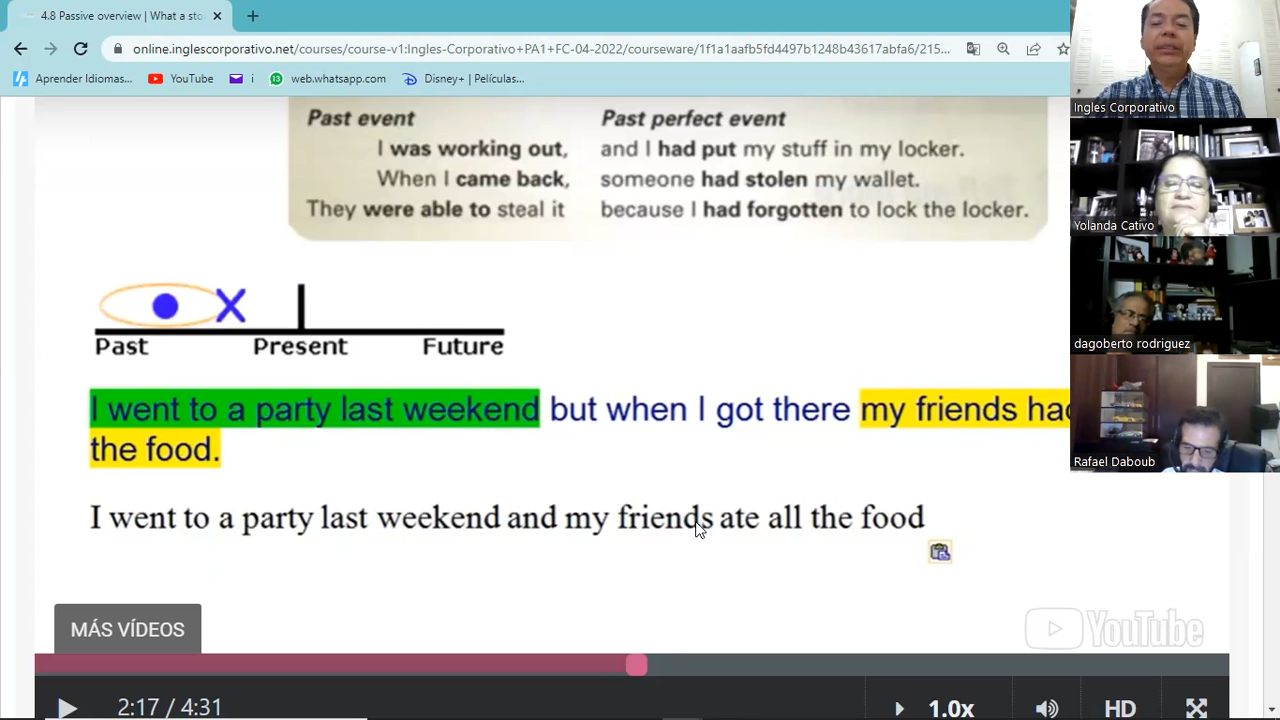 4.8 Passive overview | What a sto
online.inglescorporativo.net/courses/course-v1:Ingles-Corporativo+PA1+FC-04-2022/courseware/1f1a1aafb5fd4497b1248b43617abfa6/215...
Aprender Idiomas...
YouTube
i
13
web.whatsapp.com
Disney+ | Películas,...
Past event
Past perfect event
I was working out,
and I had put my stuff in my locker.
When I came back,
someone had stolen my wallet.
They were able to steal it
because I had forgotten to lock the locker.
X
Past
Present
Future
I went to a party last weekend but when I got there my friends had
the food.
I went to a party last weekend and my friends ate all the food
MÁS VÍDEOS
YouTube
2:17 / 4:31
1.0x
HD
Ingles Corporativo
Yolanda Cativo
dagoberto rodriguez
Rafael Daboub